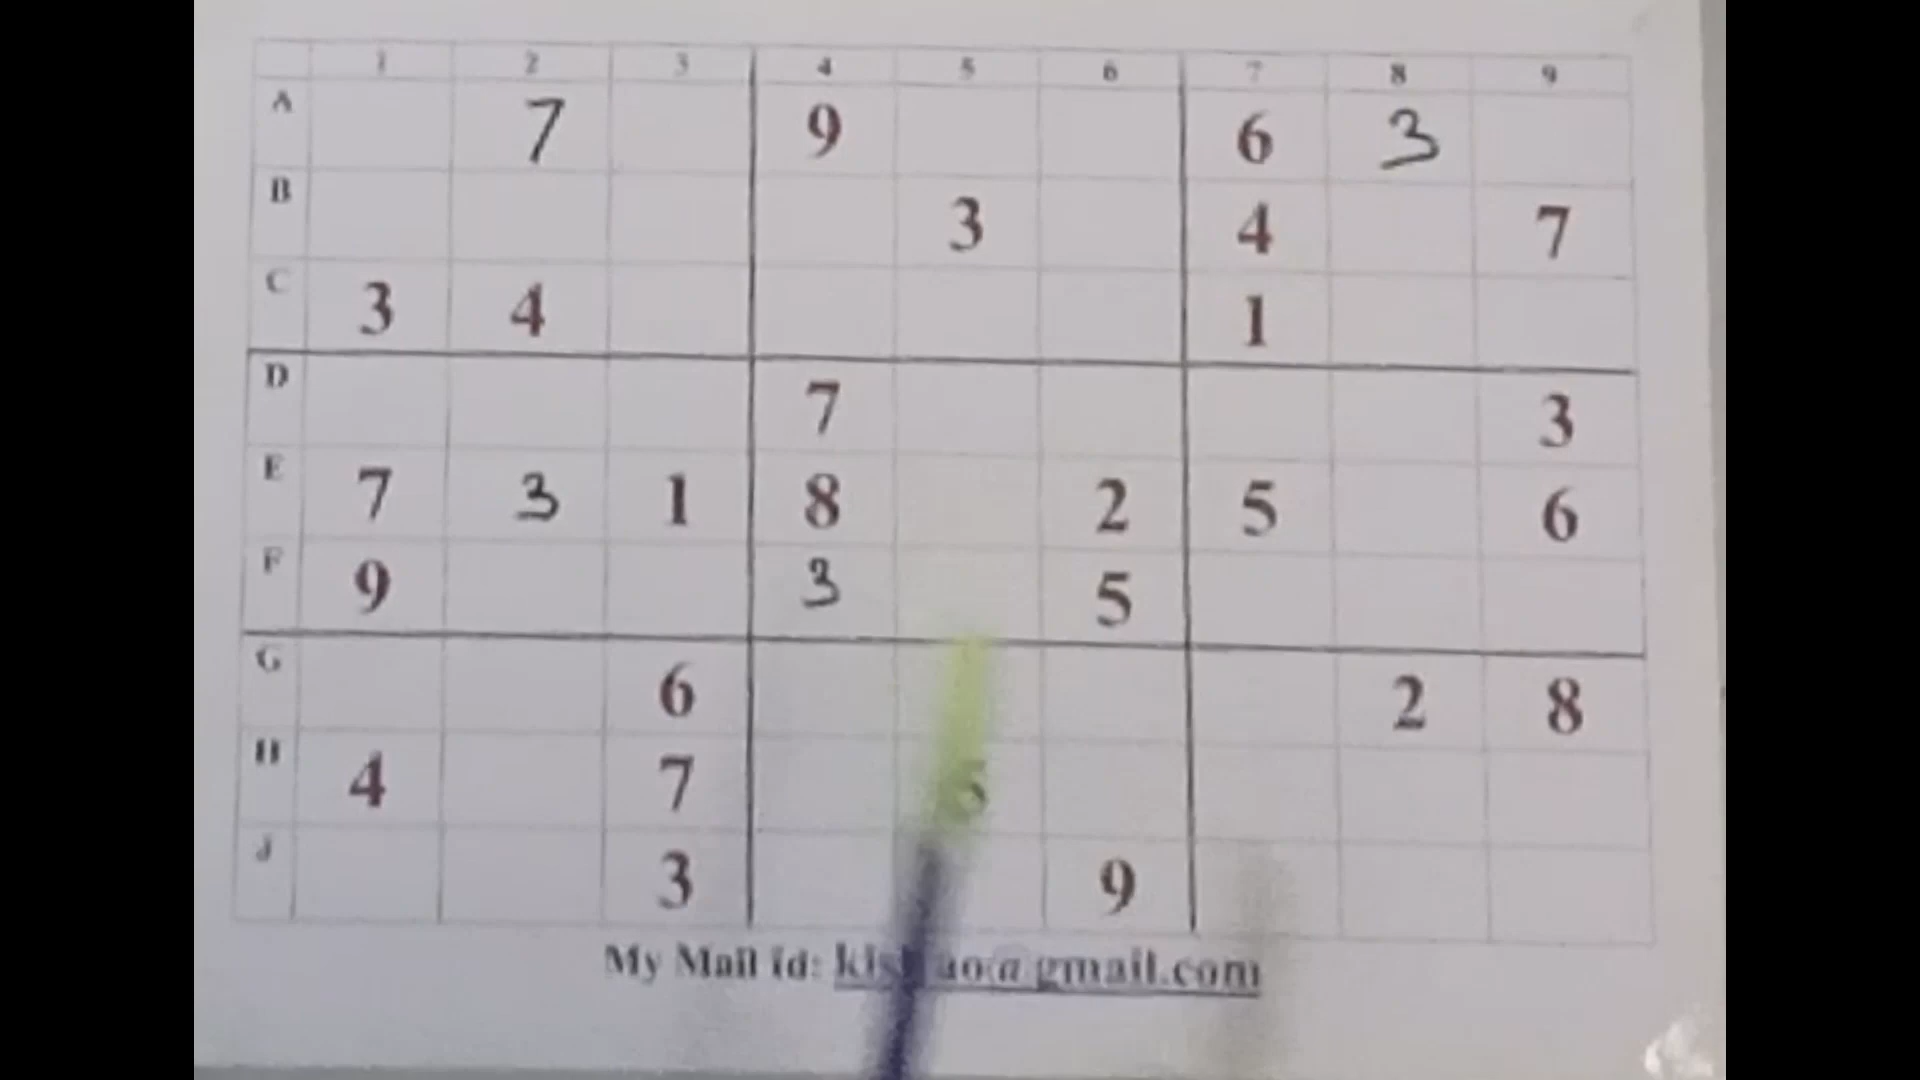 1 2 3 4 5 6 7 8 9
A 7 9 6 3
B 3 4 7
C 3 4 1
D 7 3
E 7 3 1 8 2 5 6
F 9 3 5
G 6 2 8
H 4 7
J 3 9
My Mail id: @gmail.com